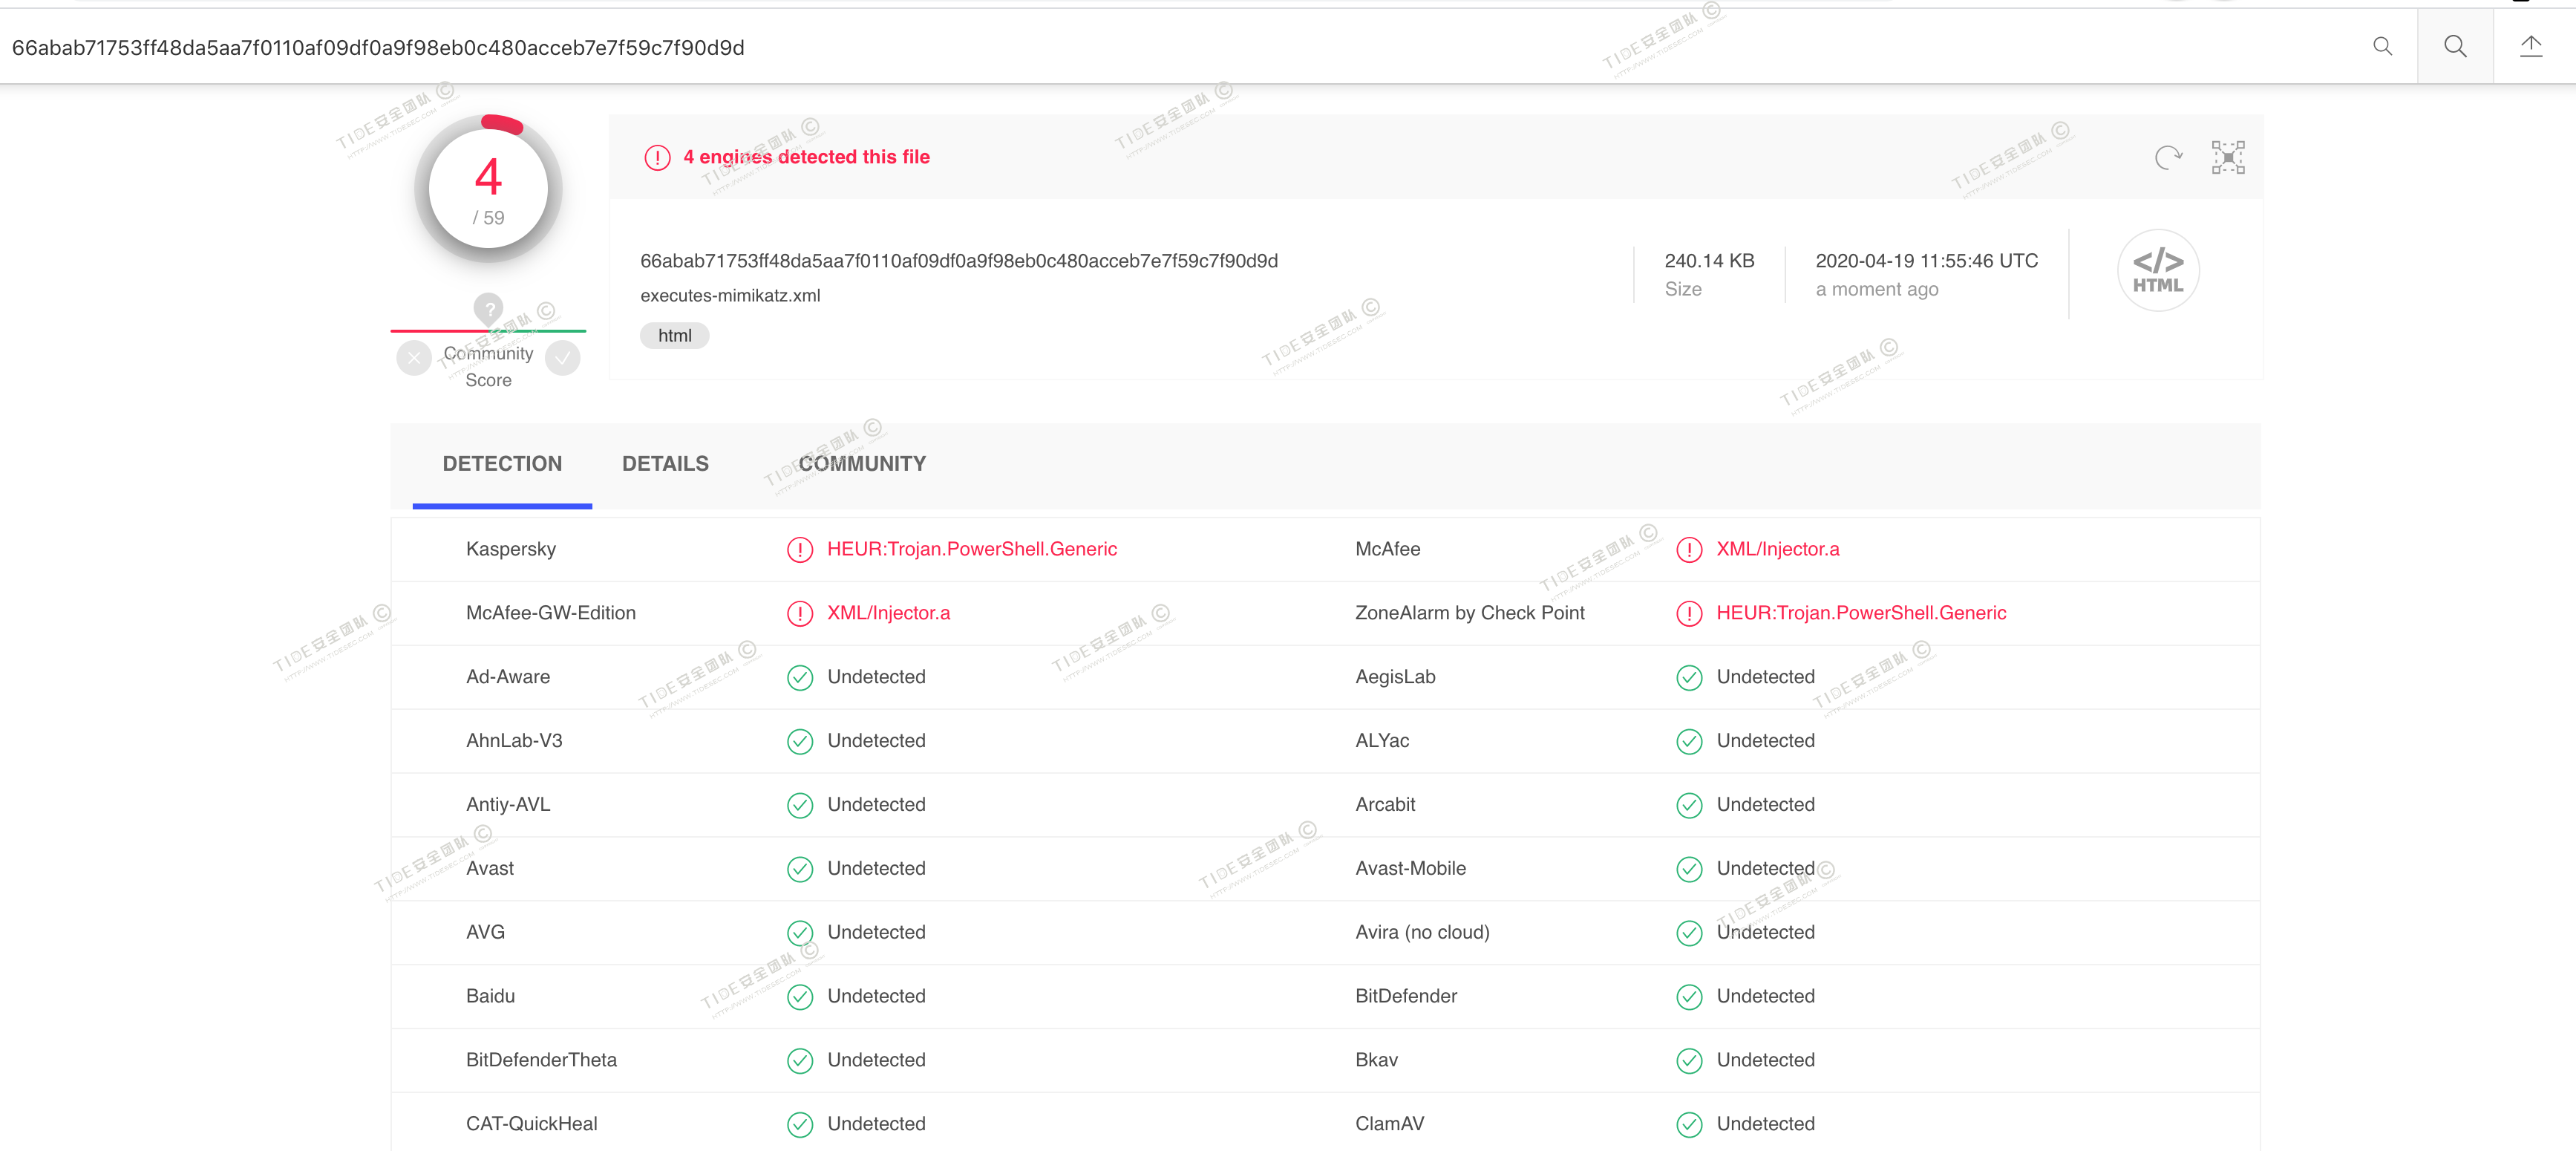 66abab71753ff48da5aa7f0110af09df0a9f98eb0c480acceb7e7f59c7f90d9d
4
/ 59
4 engines detected this file
66abab71753ff48da5aa7f0110af09df0a9f98eb0c480acceb7e7f59c7f90d9d
executes-mimikatz.xml
html
240.14 KB
Size
2020-04-19 11:55:46 UTC
a moment ago
</>
HTML
?
Community
Score
DETECTION DETAILS COMMUNITY
Kaspersky HEUR:Trojan.PowerShell.Generic McAfee XML/Injector.a
McAfee-GW-Edition XML/Injector.a ZoneAlarm by Check Point HEUR:Trojan.PowerShell.Generic
Ad-Aware Undetected AegisLab Undetected
AhnLab-V3 Undetected ALYac Undetected
Antiy-AVL Undetected Arcabit Undetected
Avast Undetected Avast-Mobile Undetected
AVG Undetected Avira (no cloud) Undetected
Baidu Undetected BitDefender Undetected
BitDefenderTheta Undetected Bkav Undetected
CAT-QuickHeal Undetected ClamAV Undetected
TIDE安全团队 ©
HTTP://WWW.TIDESEC.COM